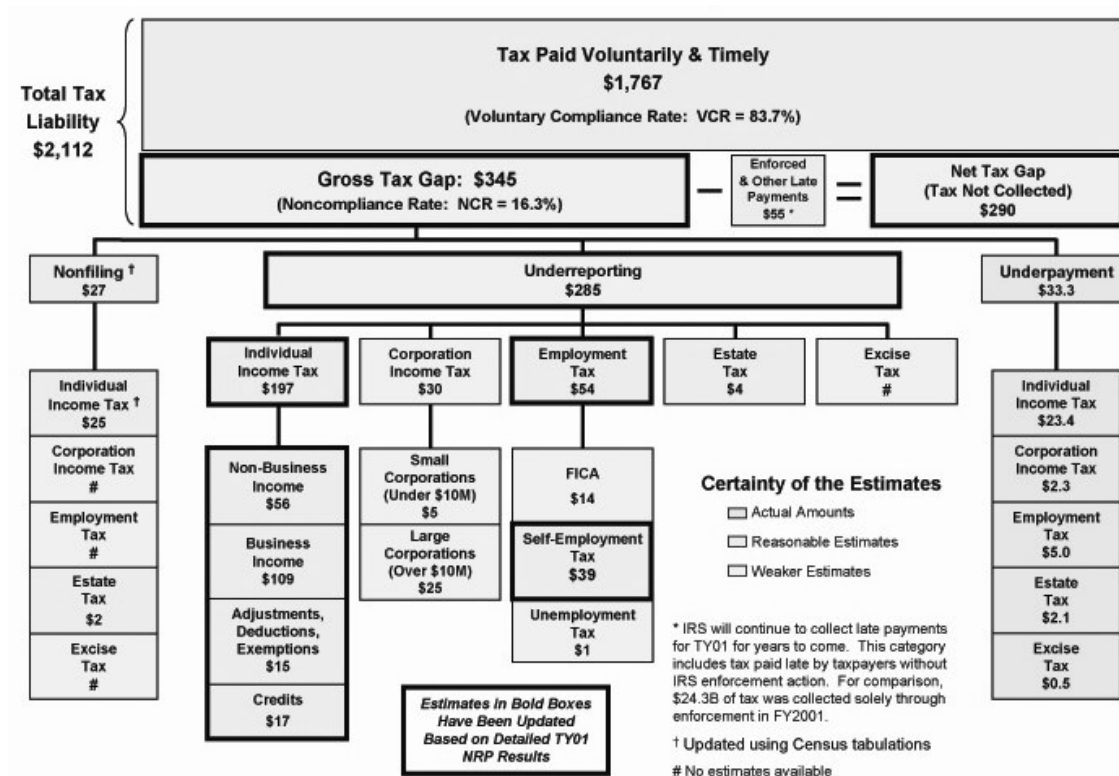 Total Tax
Liability
$2,112
Tax Paid Voluntarily & Timely
$1,767
(Voluntary Compliance Rate:  VCR = 83.7%)
Gross Tax Gap:  $345
(Noncompliance Rate:  NCR = 16.3%)
Enforced
& Other Late
Payments
$55 *
Net Tax Gap
(Tax Not Collected)
$290
Nonfiling †
$27
Underreporting
$285
Underpayment
$33.3
Individual
Income Tax †
$25
Corporation
Income Tax
#
Employment
Tax
#
Estate
Tax
$2
Excise
Tax
#
Individual
Income Tax
$197
Corporation
Income Tax
$30
Employment
Tax
$54
Estate
Tax
$4
Excise
Tax
#
Non-Business
Income
$56
Business
Income
$109
Adjustments,
Deductions,
Exemptions
$15
Credits
$17
Small
Corporations
(Under $10M)
$5
Large
Corporations
(Over $10M)
$25
FICA
$14
Self-Employment
Tax
$39
Unemployment
Tax
$1
Individual
Income Tax
$23.4
Corporation
Income Tax
$2.3
Employment
Tax
$5.0
Estate
Tax
$2.1
Excise
Tax
$0.5
Certainty of the Estimates
Actual Amounts
Reasonable Estimates
Weaker Estimates
Estimates in Bold Boxes
Have Been Updated
Based on Detailed TY01
NRP Results
* IRS will continue to collect late payments
for TY01 for years to come.  This category
includes tax paid late by taxpayers without
IRS enforcement action.  For comparison,
$24.3B of tax was collected solely through
enforcement in FY2001.
† Updated using Census tabulations
# No estimates available